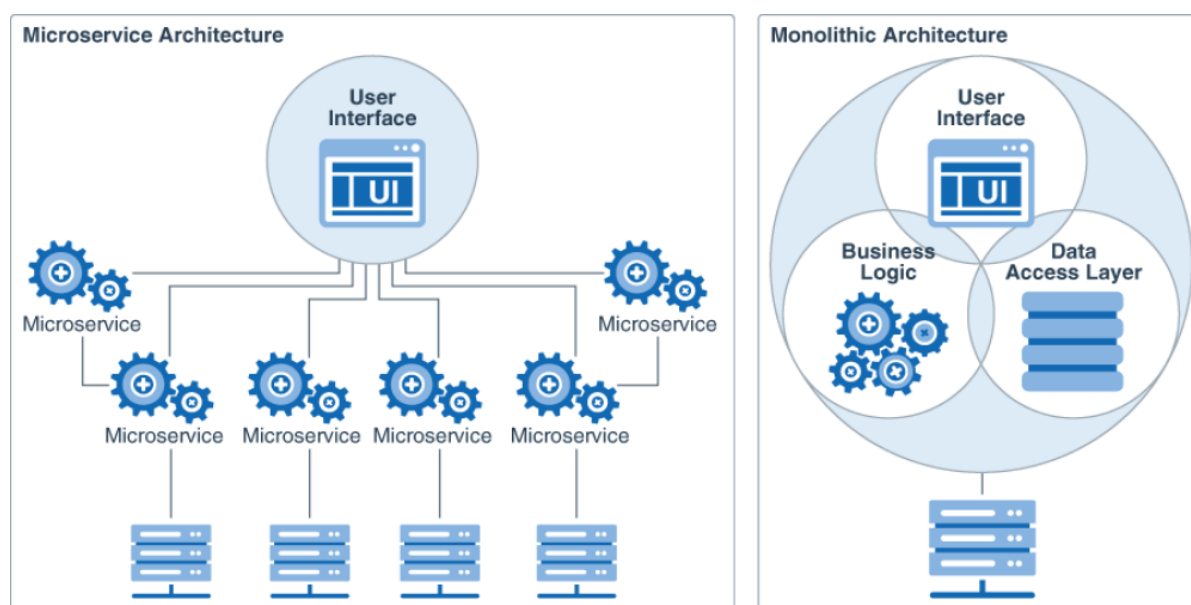 Microservice Architecture
User
Interface
UI
Microservice
Microservice
Microservice
Microservice
Microservice
Microservice
Monolithic Architecture
User
Interface
UI
Business
Logic
Data
Access Layer